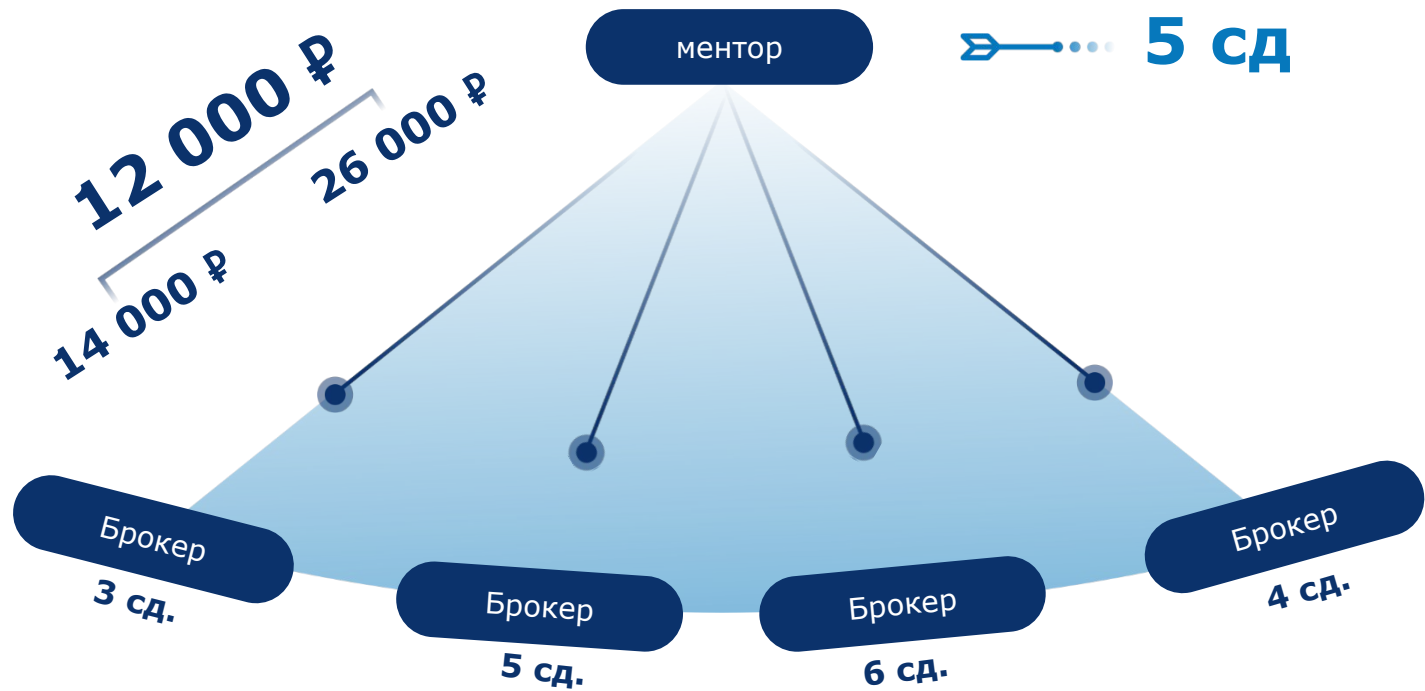 ментор
5 сд
12 000 ₽
26 000 ₽
14 000 ₽
Брокер
3 сд.
Брокер
5 сд.
Брокер
6 сд.
Брокер
4 сд.